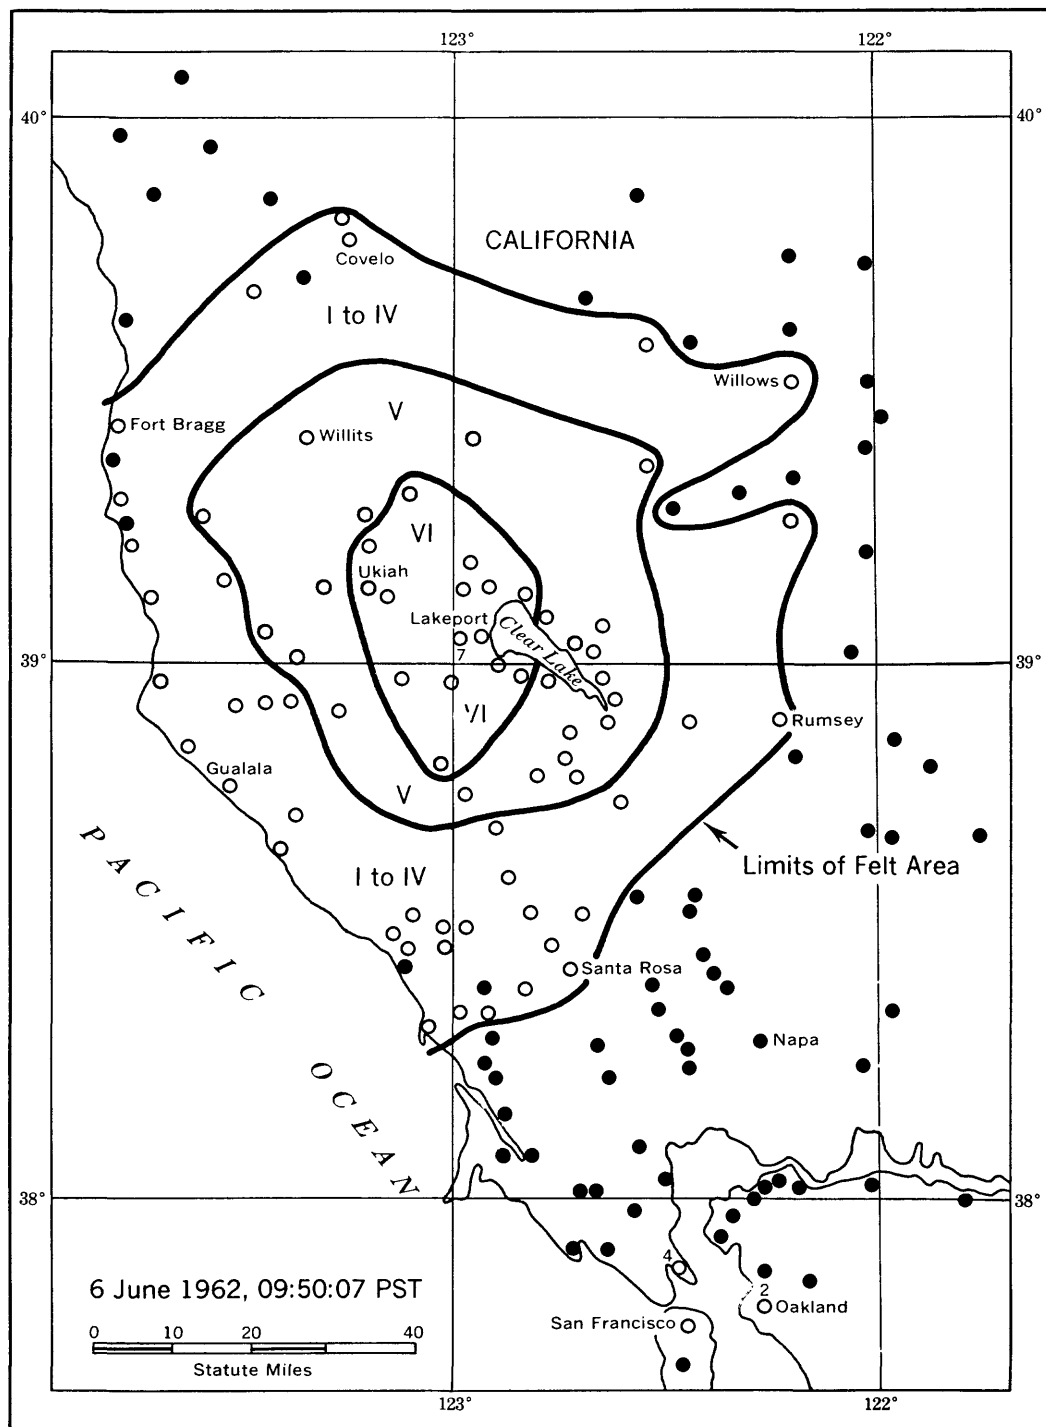 123° 122°
40° 40°
CALIFORNIA
Covelo
I to IV
Willows
V
Fort Bragg
Willits
VI
Ukiah
Lakeport
Clear Lake
7
39° 39°
VI
Rumsey
Gualala
V
PACIFIC OCEAN
Limits of Felt Area
I to IV
Santa Rosa
Napa
38° 38°
4
6 June 1962, 09:50:07 PST
2
Oakland
San Francisco
0 10 20 40
Statute Miles
123° 122°